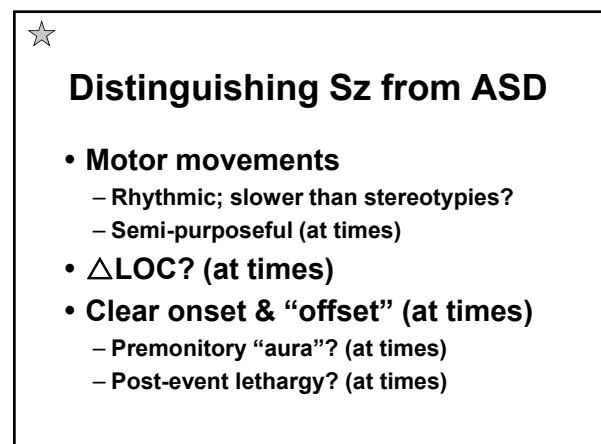 Distinguishing Sz from ASD
• Motor movements
– Rhythmic; slower than stereotypies?
– Semi-purposeful (at times)
• △LOC? (at times)
• Clear onset & “offset” (at times)
– Premonitory “aura”? (at times)
– Post-event lethargy? (at times)